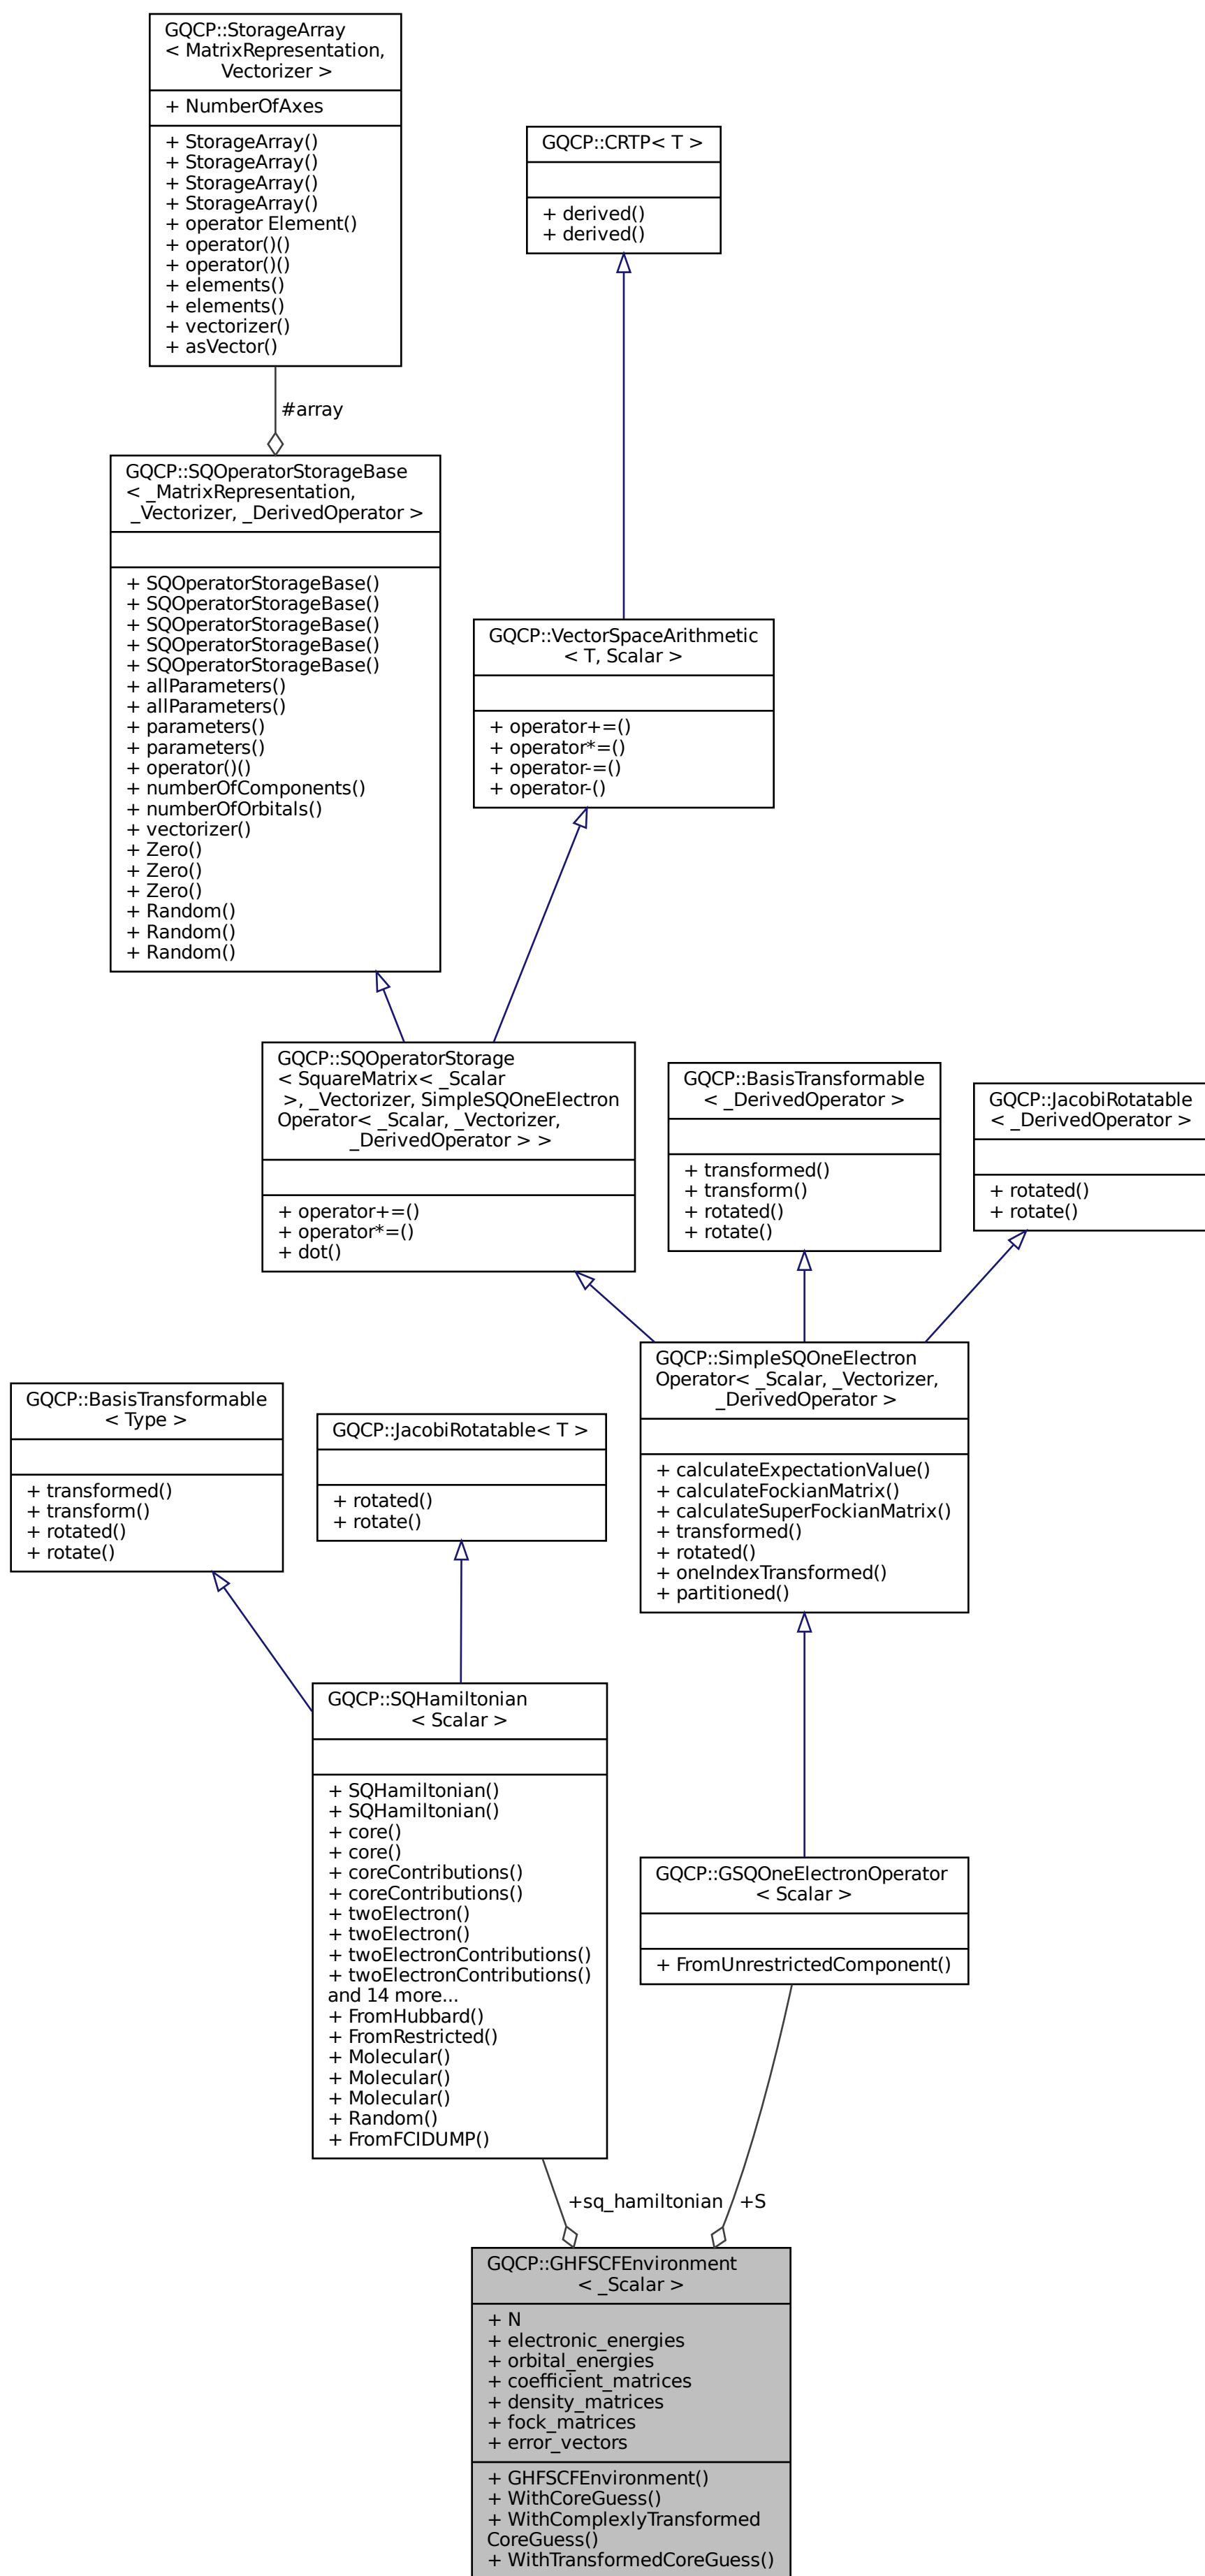 GQCP::StorageArray
< MatrixRepresentation,
Vectorizer >
+ NumberOfAxes
+ StorageArray()
+ StorageArray()
+ StorageArray()
+ StorageArray()
+ operator Element()
+ operator()()
+ operator()()
+ elements()
+ elements()
+ vectorizer()
+ asVector()
GQCP::CRTP< T >
+ derived()
+ derived()
#array
GQCP::SQOperatorStorageBase
< _MatrixRepresentation,
_Vectorizer, _DerivedOperator >
+ SQOperatorStorageBase()
+ SQOperatorStorageBase()
+ SQOperatorStorageBase()
+ SQOperatorStorageBase()
+ SQOperatorStorageBase()
+ allParameters()
+ allParameters()
+ parameters()
+ parameters()
+ operator()()
+ numberOfComponents()
+ numberOfOrbitals()
+ vectorizer()
+ Zero()
+ Zero()
+ Zero()
+ Random()
+ Random()
+ Random()
GQCP::VectorSpaceArithmetic
< T, Scalar >
+ operator+=()
+ operator*=()
+ operator-=()
+ operator-()
GQCP::SQOperatorStorage
< SquareMatrix< _Scalar
>, _Vectorizer, SimpleSQOneElectron
Operator< _Scalar, _Vectorizer,
_DerivedOperator > >
+ operator+=()
+ operator*=()
+ dot()
GQCP::BasisTransformable
< _DerivedOperator >
+ transformed()
+ transform()
+ rotated()
+ rotate()
GQCP::JacobiRotatable
< _DerivedOperator >
+ rotated()
+ rotate()
GQCP::SimpleSQOneElectron
Operator< _Scalar, _Vectorizer,
_DerivedOperator >
+ calculateExpectationValue()
+ calculateFockianMatrix()
+ calculateSuperFockianMatrix()
+ transformed()
+ rotated()
+ oneIndexTransformed()
+ partitioned()
GQCP::BasisTransformable
< Type >
+ transformed()
+ transform()
+ rotated()
+ rotate()
GQCP::JacobiRotatable< T >
+ rotated()
+ rotate()
GQCP::SQHamiltonian
< Scalar >
+ SQHamiltonian()
+ SQHamiltonian()
+ core()
+ core()
+ coreContributions()
+ coreContributions()
+ twoElectron()
+ twoElectron()
+ twoElectronContributions()
+ twoElectronContributions()
and 14 more...
+ FromHubbard()
+ FromRestricted()
+ Molecular()
+ Molecular()
+ Molecular()
+ Random()
+ FromFCIDUMP()
GQCP::GSQOneElectronOperator
< Scalar >
+ FromUnrestrictedComponent()
+sq_hamiltonian
+S
GQCP::GHFSCFEnvironment
< _Scalar >
+ N
+ electronic_energies
+ orbital_energies
+ coefficient_matrices
+ density_matrices
+ fock_matrices
+ error_vectors
+ GHFSCFEnvironment()
+ WithCoreGuess()
+ WithComplexlyTransformed
CoreGuess()
+ WithTransformedCoreGuess()